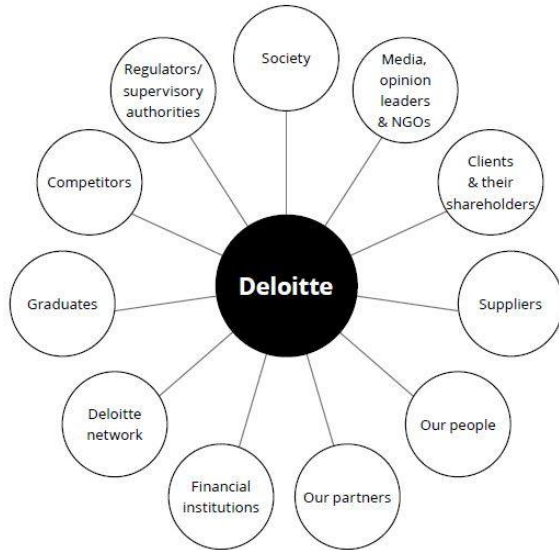 Society
Media,
opinion
leaders
& NGOs
Clients
& their
shareholders
Suppliers
Our people
Our partners
Financial
institutions
Deloitte
network
Graduates
Competitors
Regulators/
supervisory
authorities
Deloitte